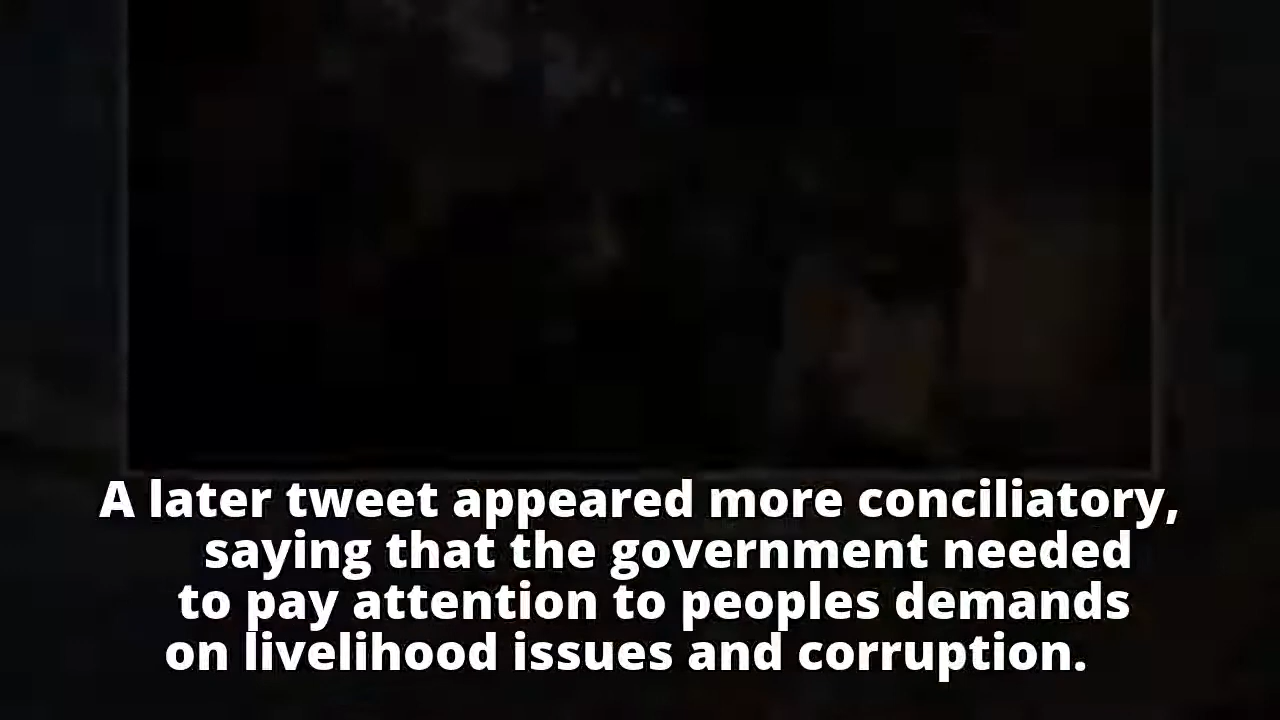 A later tweet appeared more conciliatory,
saying that the government needed
to pay attention to peoples demands
on livelihood issues and corruption.